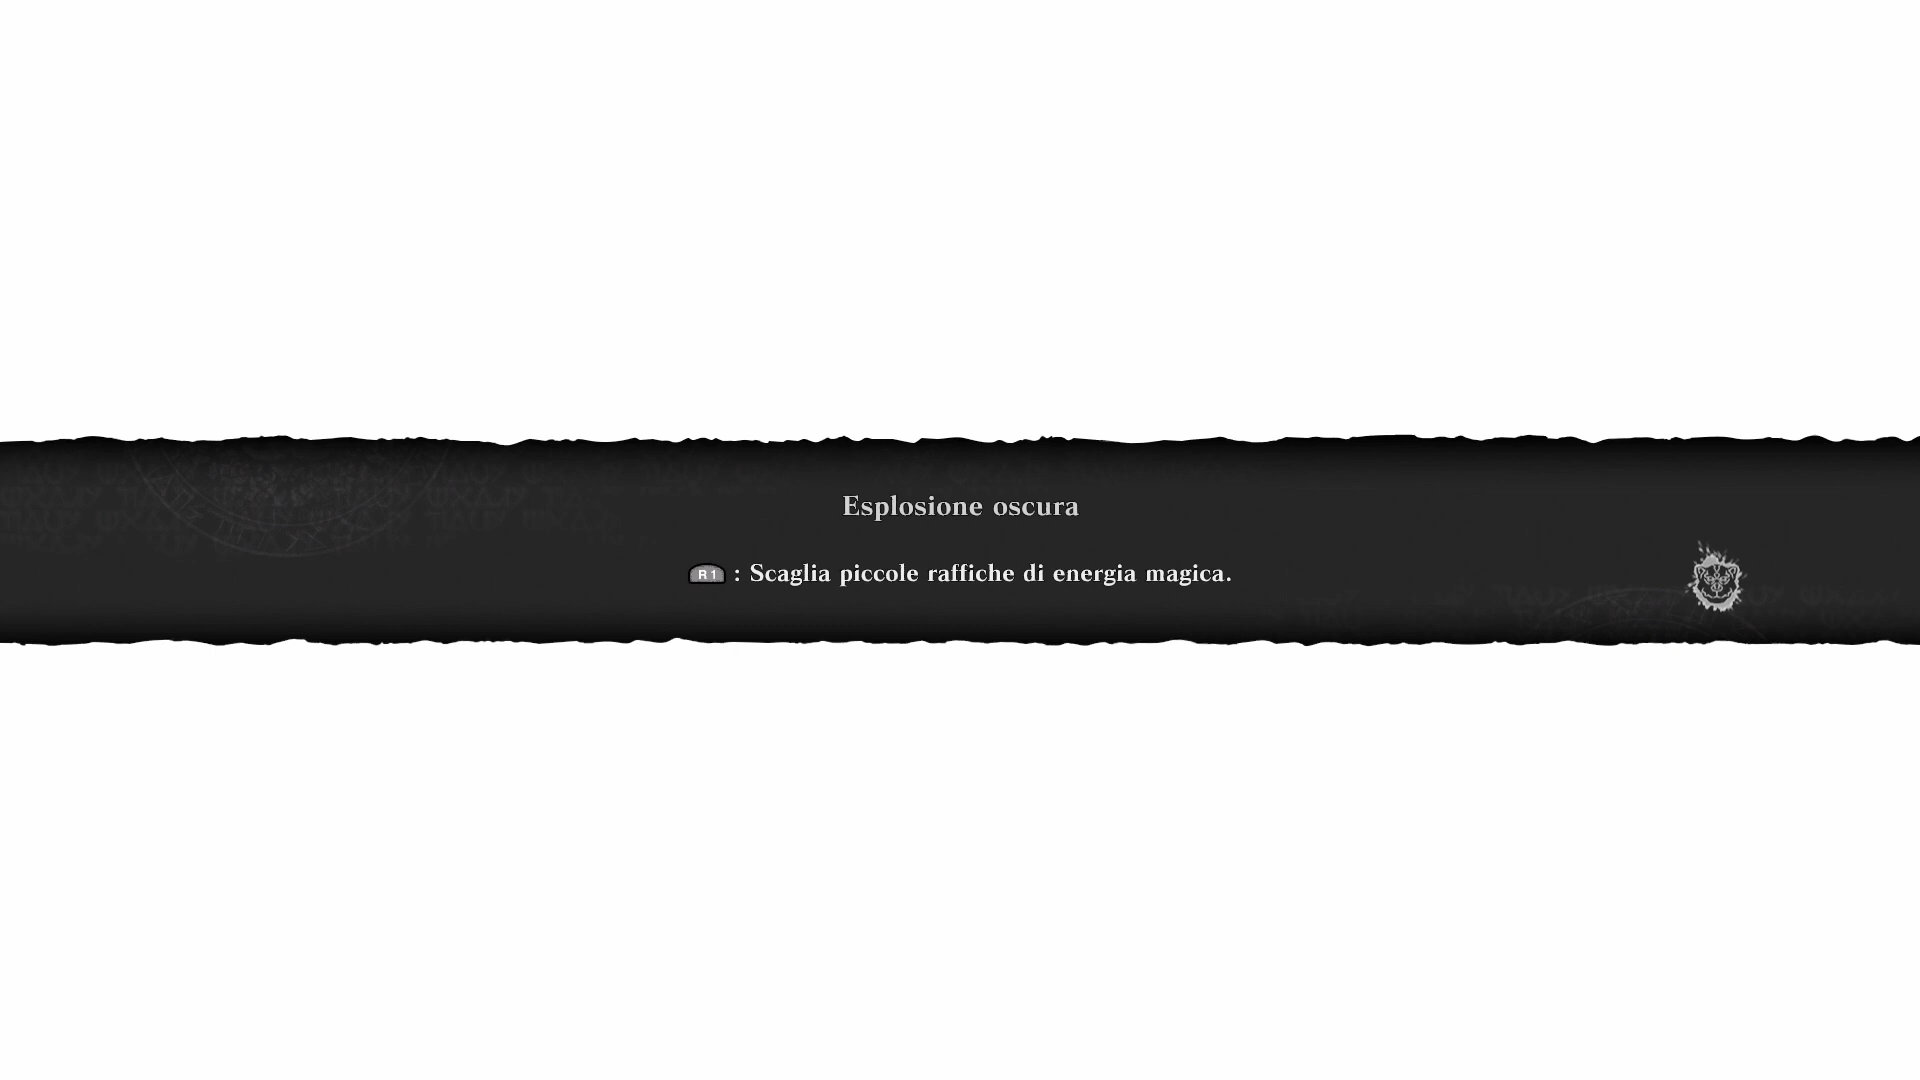 Esplosione oscura
R1 : Scaglia piccole raffiche di energia magica.